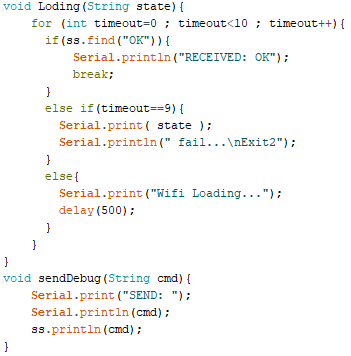 void Loding(String state){
    for (int timeout=0 ; timeout<10 ; timeout++){
      if(ss.find("OK")){
          Serial.println("RECEIVED: OK");
          break;
      }
      else if(timeout==9){
        Serial.print( state );
        Serial.println(" fail...\nExit2");
      }
      else{
        Serial.print("Wifi Loading...");
        delay(500);
      }
    }
}
void sendDebug(String cmd){
    Serial.print("SEND: ");
    Serial.println(cmd);
    ss.println(cmd);
}